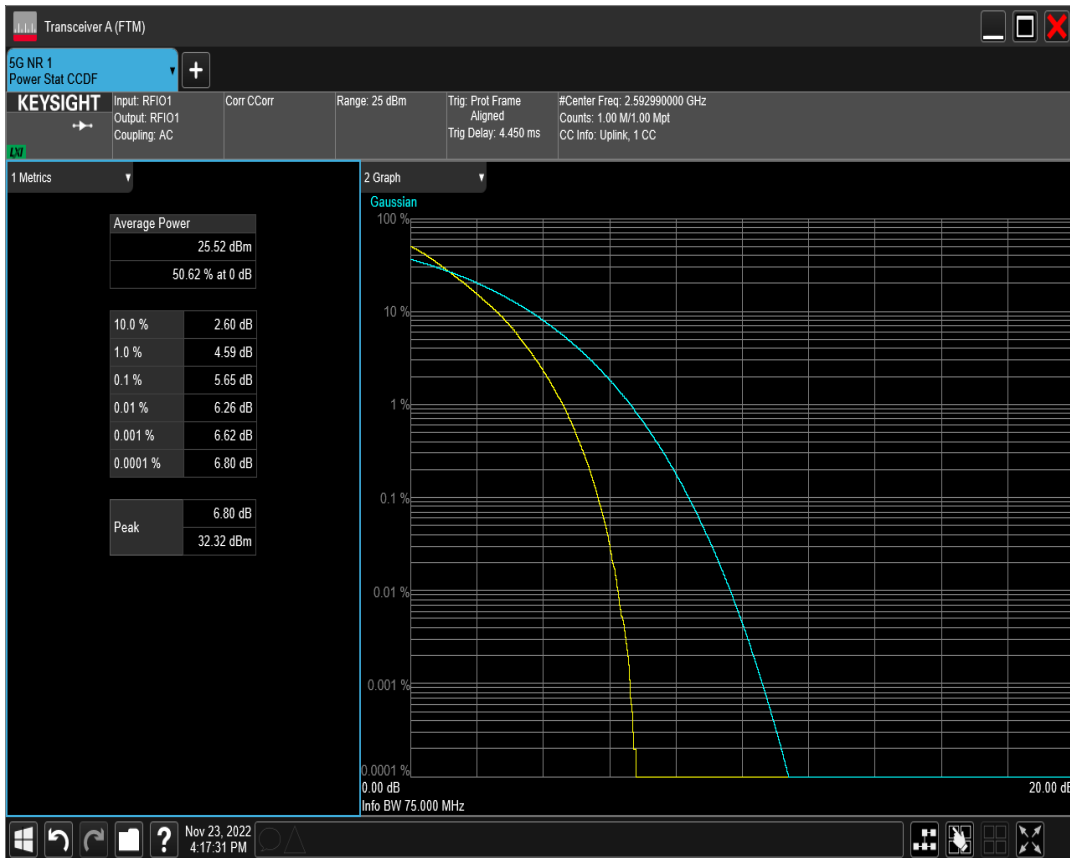 Transceiver A (FTM)
5G NR 1
Power Stat CCDF
+
KEYSIGHT
LXI
Input: RFIO1
Output: RFIO1
Coupling: AC
Corr CCorr
Range: 25 dBm
Trig: Prot Frame
Aligned
Trig Delay: 4.450 ms
#Center Freq: 2.592990000 GHz
Counts: 1.00 M/1.00 Mpt
CC Info: Uplink, 1 CC
1 Metrics
Average Power
25.52 dBm
50.62 % at 0 dB
10.0 % 2.60 dB
1.0 % 4.59 dB
0.1 % 5.65 dB
0.01 % 6.26 dB
0.001 % 6.62 dB
0.0001 % 6.80 dB
Peak
6.80 dB
32.32 dBm
2 Graph
Gaussian
100 %
10 %
1 %
0.1 %
0.01 %
0.001 %
0.0001 %
0.00 dB 20.00 dB
Info BW 75.000 MHz
?
Nov 23, 2022
4:17:31 PM